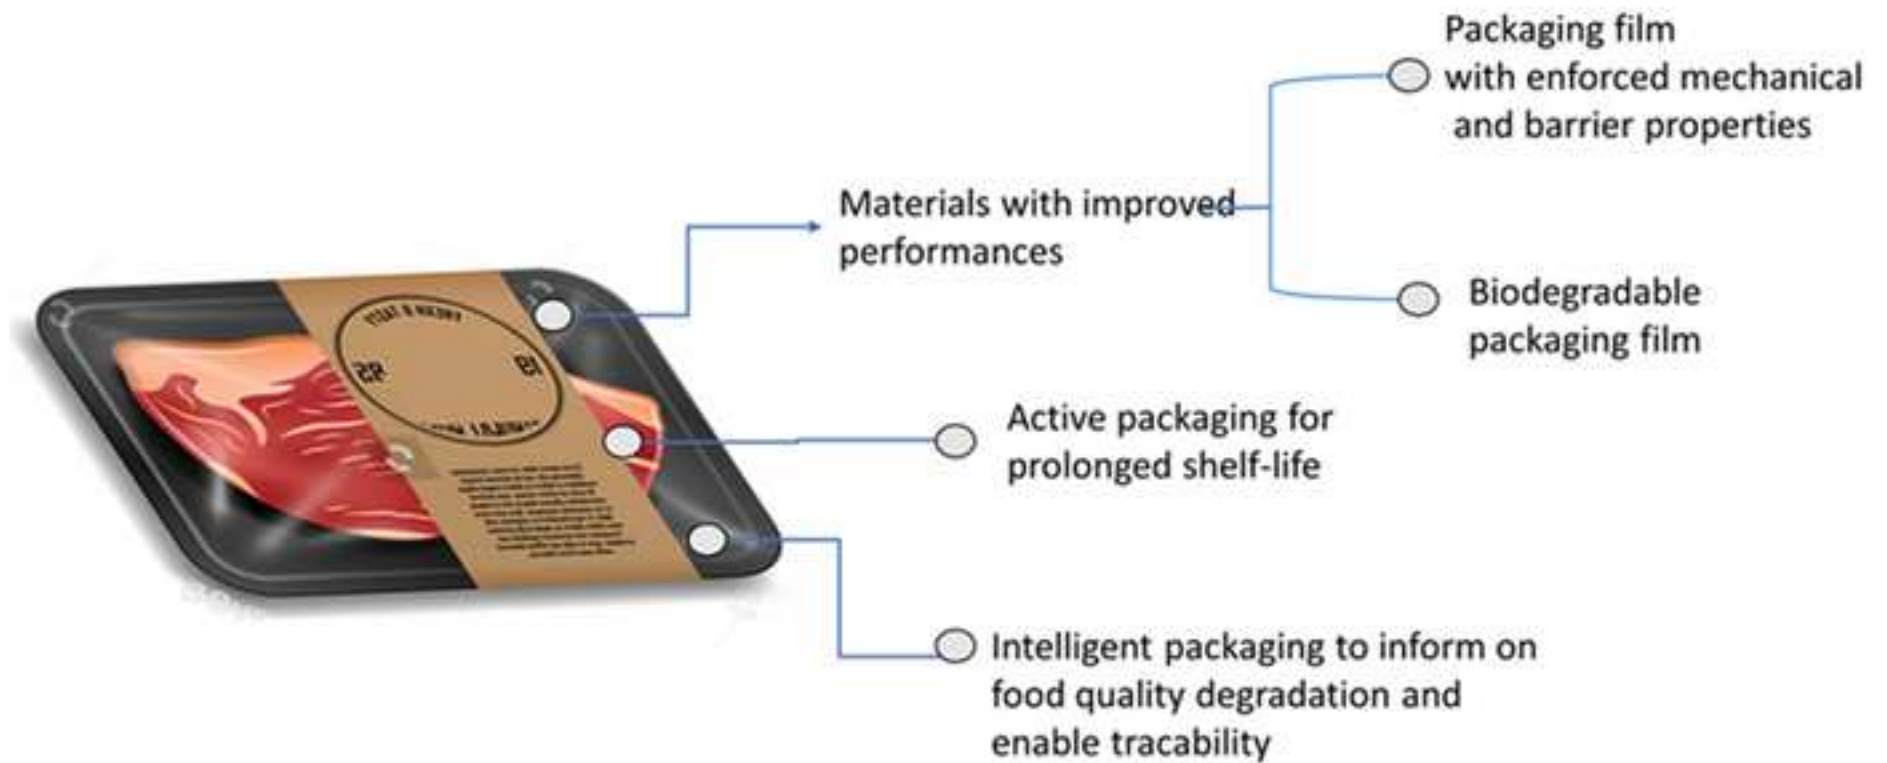 Packaging film
with enforced mechanical
and barrier properties
Materials with improved
performances
Biodegradable
packaging film
Active packaging for
prolonged shelf-life
Intelligent packaging to inform on
food quality degradation and
enable tracability